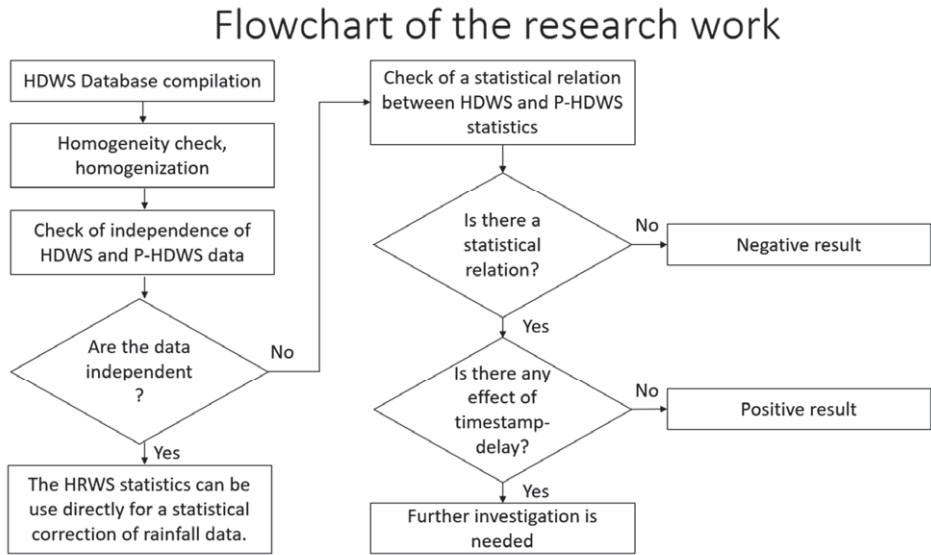 Flowchart of the research work
HDWS Database compilation
Homogeneity check,
homogenization
Check of independence of
HDWS and P-HDWS data
Are the data
independent
?
No
Yes
The HRWS statistics can be
use directly for a statistical
correction of rainfall data.
Check of a statistical relation
between HDWS and P-HDWS
statistics
Is there a
statistical
relation?
No
Negative result
Yes
Is there any
effect of
timestamp-
delay?
No
Positive result
Yes
Further investigation is
needed